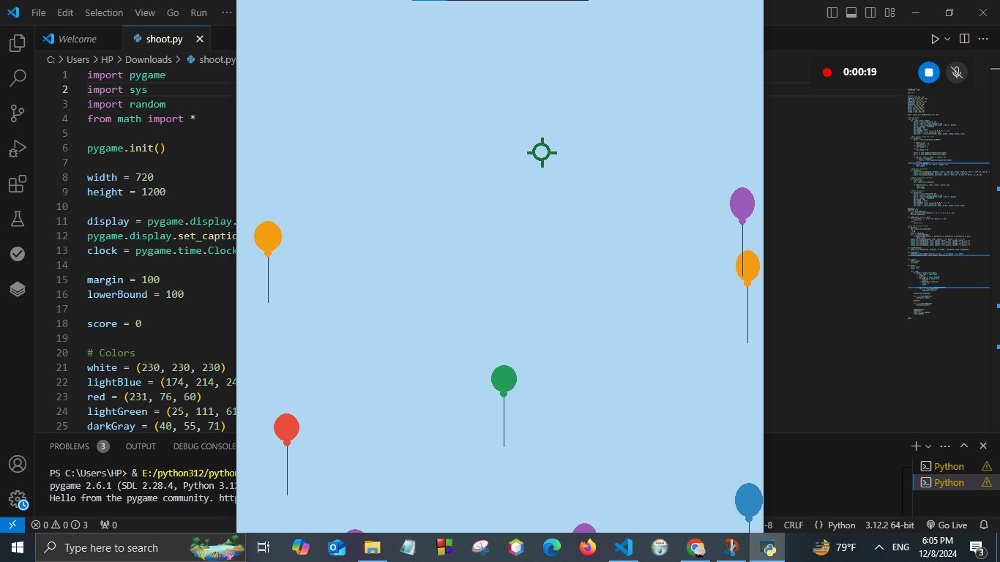 File Edit Selection View Go Run ···
Welcome
shoot.py
C: > Users > HP > Downloads > shoot.py
0:00:19
1 import pygame
2 import sys
3 import random
4 from math import *
5
6 pygame.init()
7
8 width = 720
9 height = 1200
10
11 display = pygame.display.
12 pygame.display.set_captio
13 clock = pygame.time.Clock
14
15 margin = 100
16 lowerBound = 100
17
18 score = 0
19
20 # Colors
21 white = (230, 230, 230)
22 lightBlue = (174, 214, 24
23 red = (231, 76, 60)
24 lightGreen = (25, 111, 61
25 darkGray = (40, 55, 71)
PROBLEMS 3 OUTPUT DEBUG CONSOLE
PS C:\Users\HP> & E:/python312/python
pygame 2.6.1 (SDL 2.28.4, Python 3.12
Hello from the pygame community. http
Python
Python
0 0 3 0
-8 CRLF {} Python 3.12.2 64-bit Go Live
Type here to search
79°F
ENG
6:05 PM
12/8/2024
3